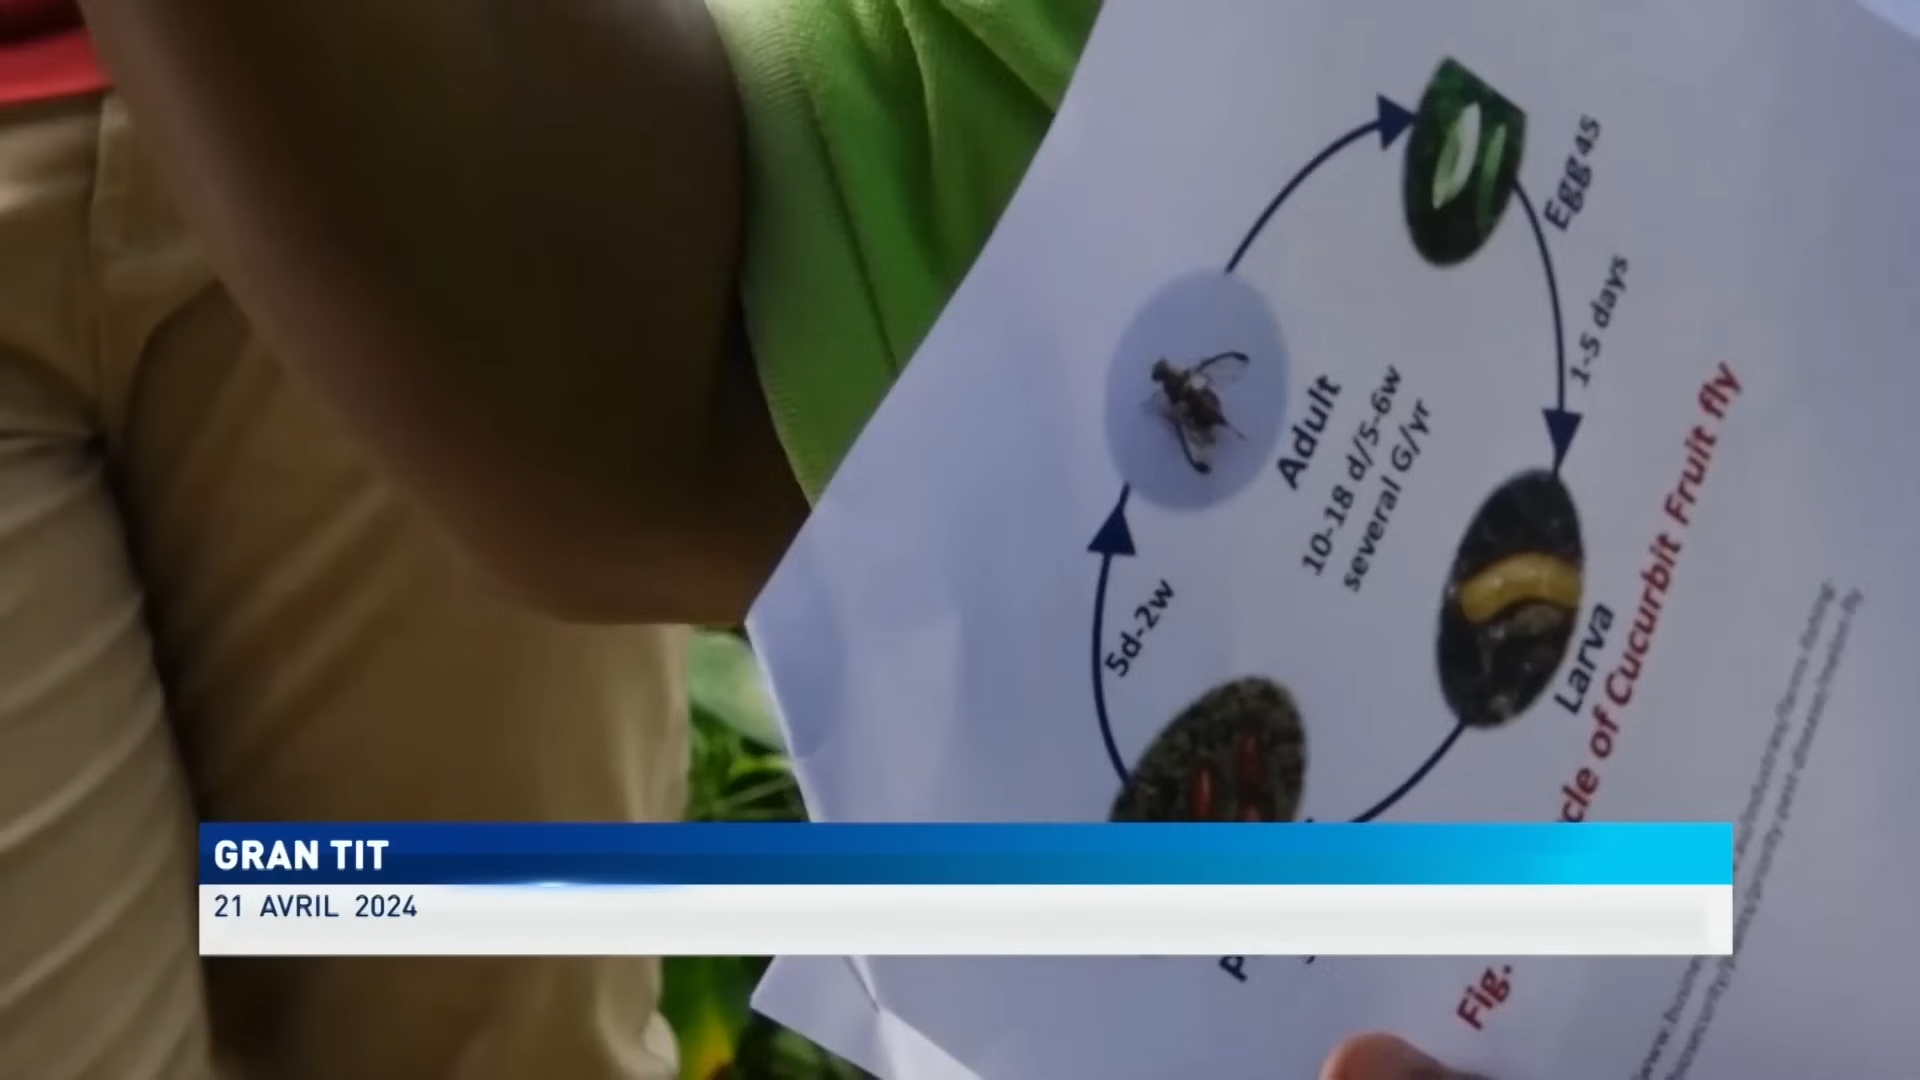 Egg 45
1-5 days
Adult
10-18 d/5-6w
several G/yr
5d-2w
Larva
Fig. cle of Cucurbit Fruit fly
GRAN TIT
21 AVRIL 2024